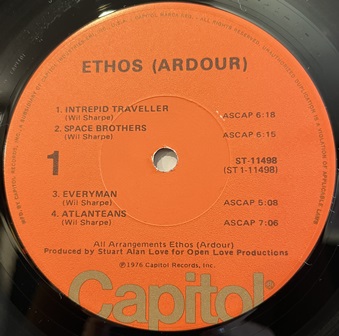 ETHOS (ARDOUR)
1. INTREPID TRAVELLER
(Wil Sharpe) ASCAP 6:18
2. SPACE BROTHERS
(Wil Sharpe) ASCAP 6:15
1
ST-11498
(ST1-11498)
3. EVERYMAN
(Wil Sharpe) ASCAP 5:08
4. ATLANTEANS
(Wil Sharpe) ASCAP 7:06
All Arrangements Ethos (Ardour)
Produced by Stuart Alan Love for Open Love Productions
℗1976 Capitol Records, Inc.
Capitol